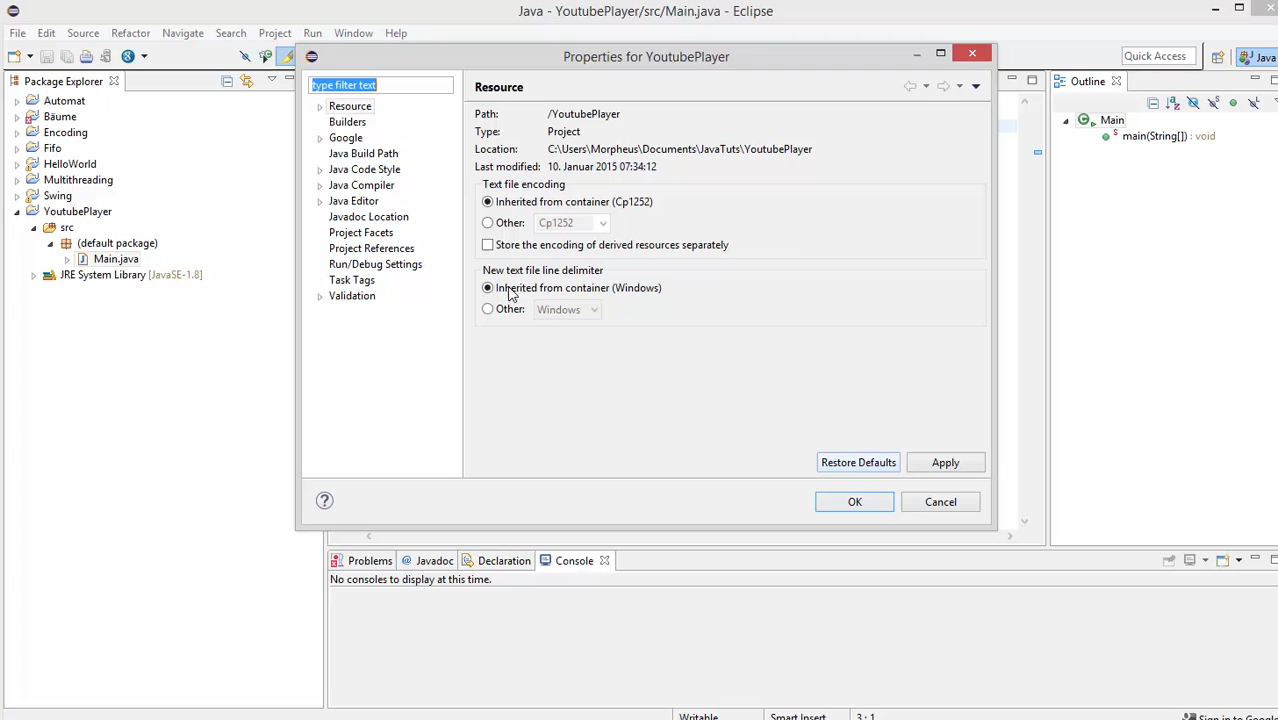 Java - YoutubePlayer/src/Main.java - Eclipse
File Edit Source Refactor Navigate Search Project Run Window Help
Quick Access
Java
Package Explorer
Automat
Bäume
Encoding
Fifo
HelloWorld
Multithreading
Swing
YoutubePlayer
src
(default package)
Main.java
JRE System Library [JavaSE-1.8]
Properties for YoutubePlayer
type filter text
Resource
Builders
Google
Java Build Path
Java Code Style
Java Compiler
Java Editor
Javadoc Location
Project Facets
Project References
Run/Debug Settings
Task Tags
Validation
Resource
Path: /YoutubePlayer
Type: Project
Location: C:\Users\Morpheus\Documents\JavaTuts\YoutubePlayer
Last modified: 10. Januar 2015 07:34:12
Text file encoding
Inherited from container (Cp1252)
Other: Cp1252
Store the encoding of derived resources separately
New text file line delimiter
Inherited from container (Windows)
Other: Windows
Restore Defaults Apply
OK Cancel
Outline
Main
main(String[]) : void
Problems Javadoc Declaration Console
No consoles to display at this time.
Writable Smart Insert 3 : 1 Sign in to Google